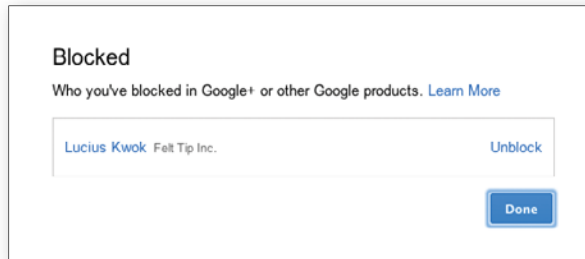 Blocked
Who you've blocked in Google+ or other Google products. Learn More
Lucius Kwok Felt Tip Inc. Unblock
Done